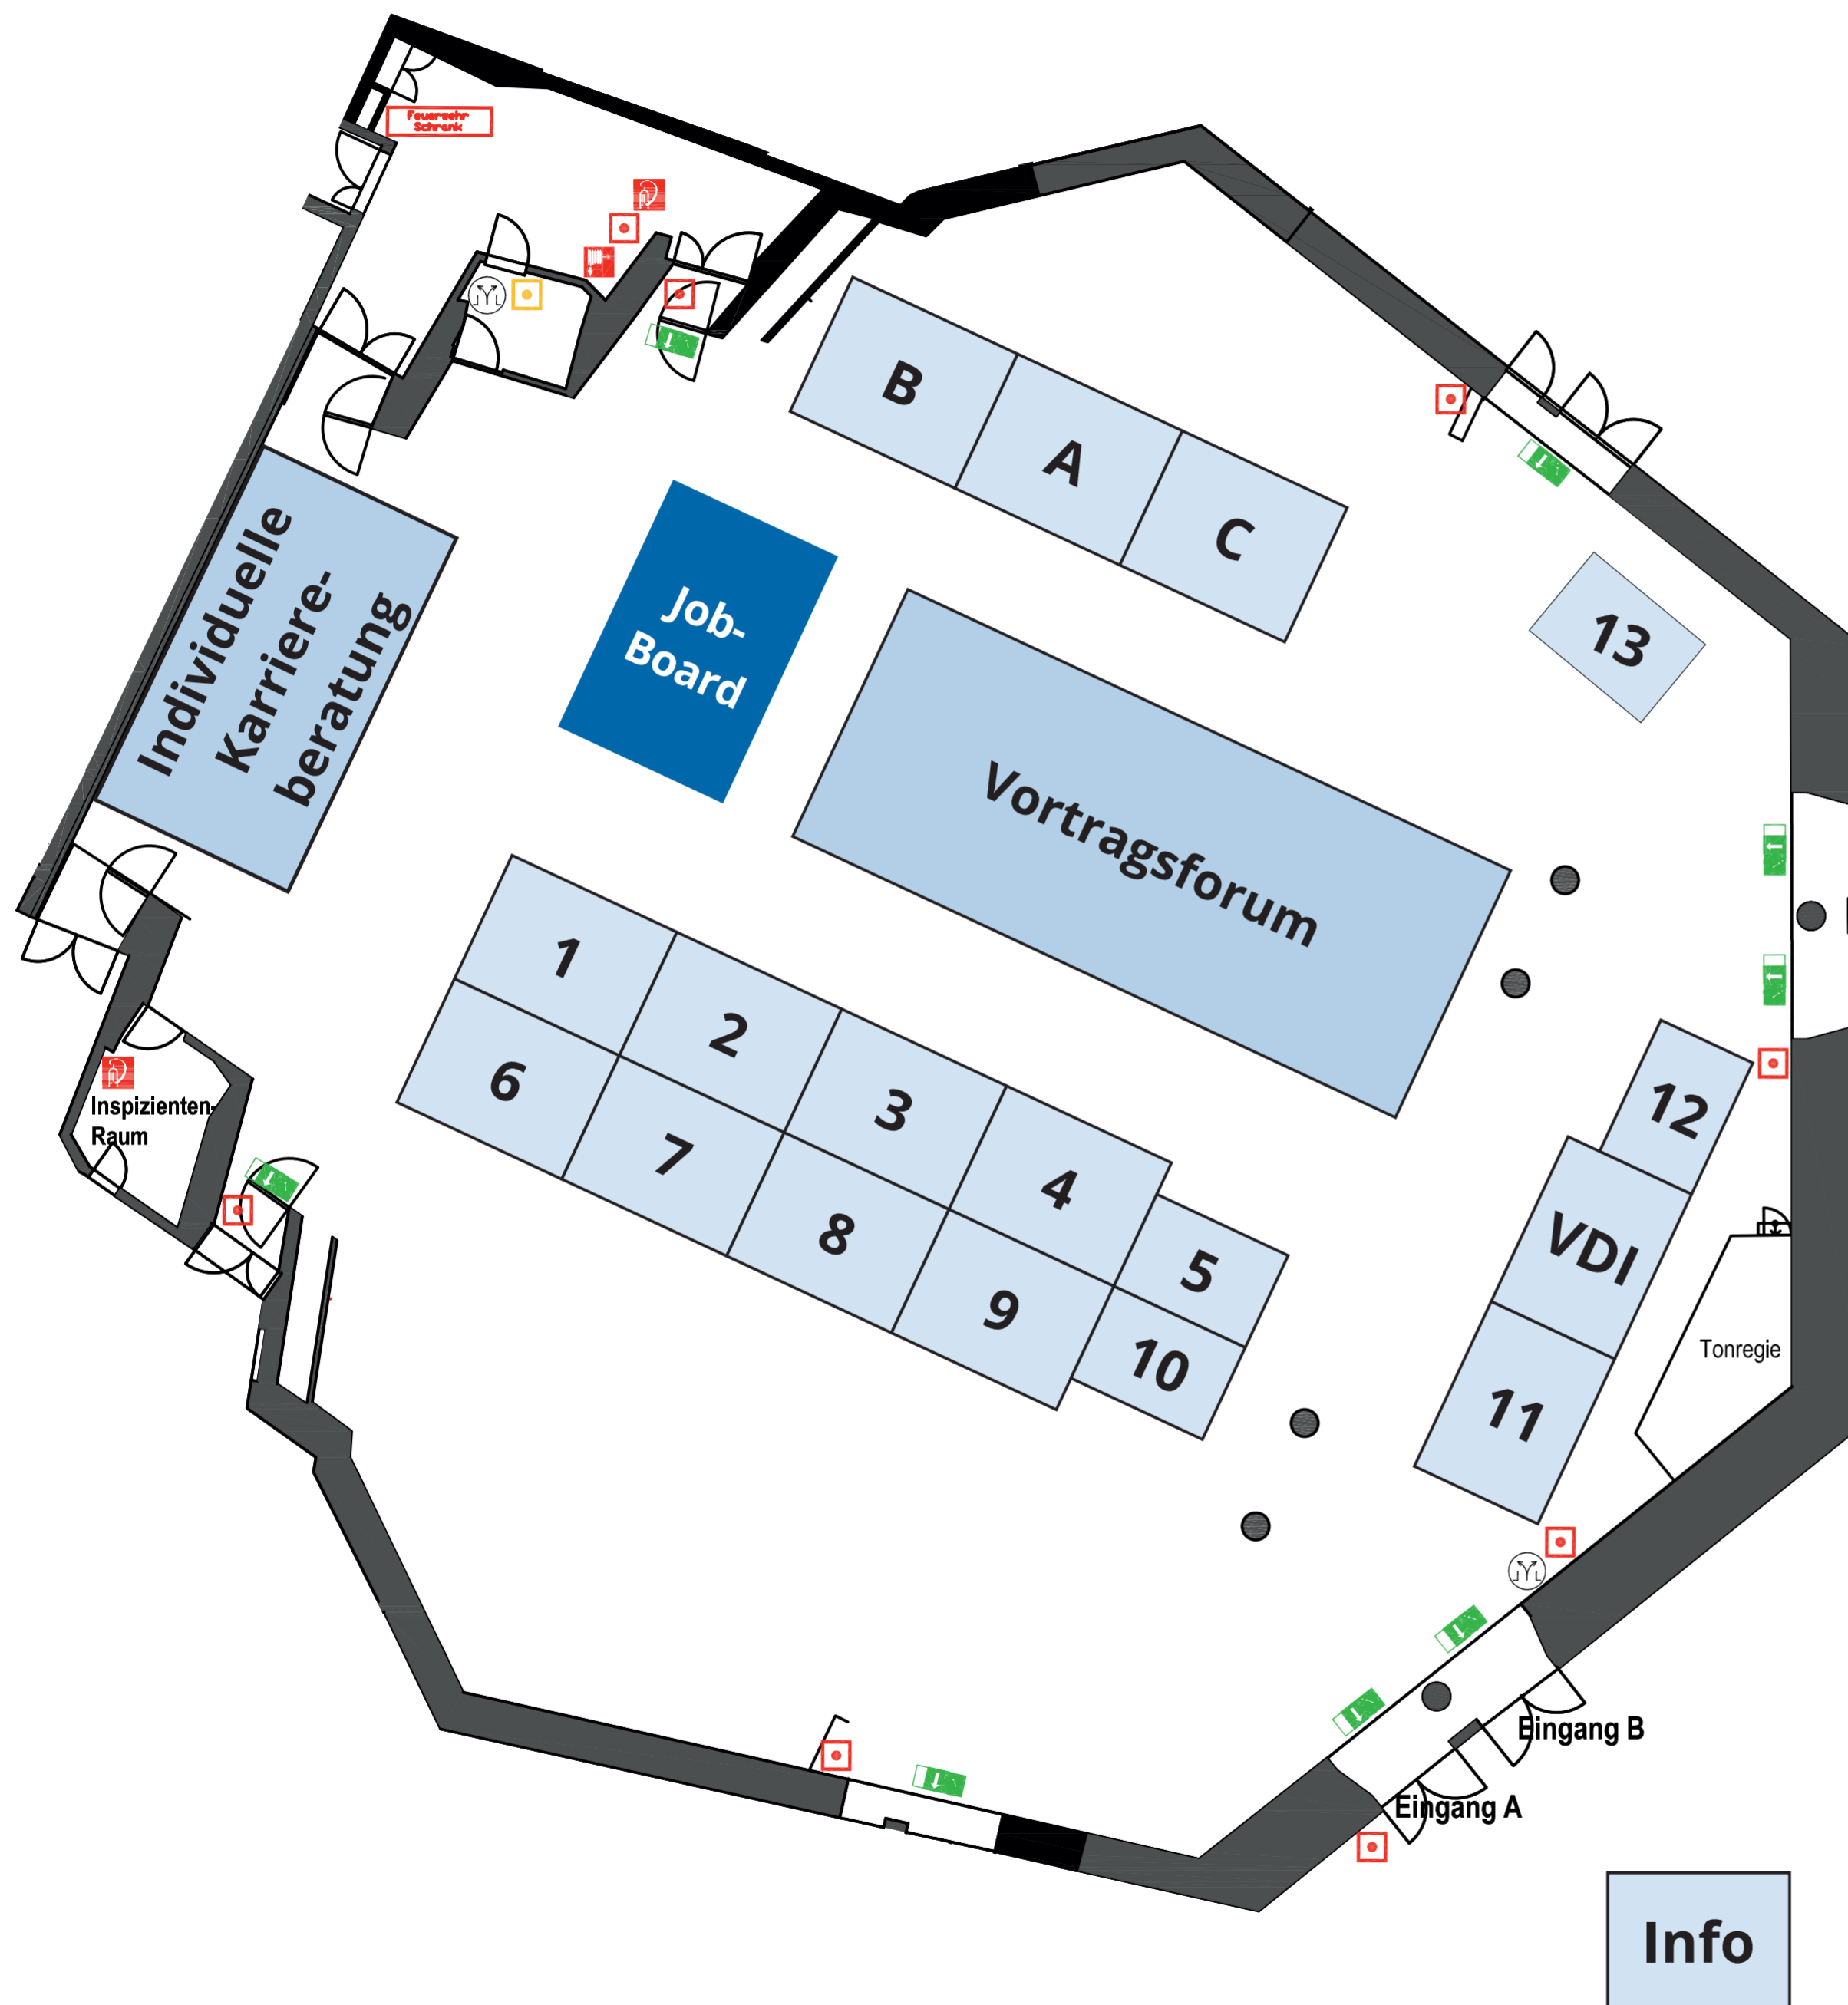 Feuerwehr
Schrank
B
A
C
Individuelle
Karriere-
beratung
Job-
Board
13
Vortragsforum
1
2
3
4
5
6
7
8
9
10
12
VDI
11
Inspizienten-
Raum
Tonregie
Eingang B
Eingang A
Info